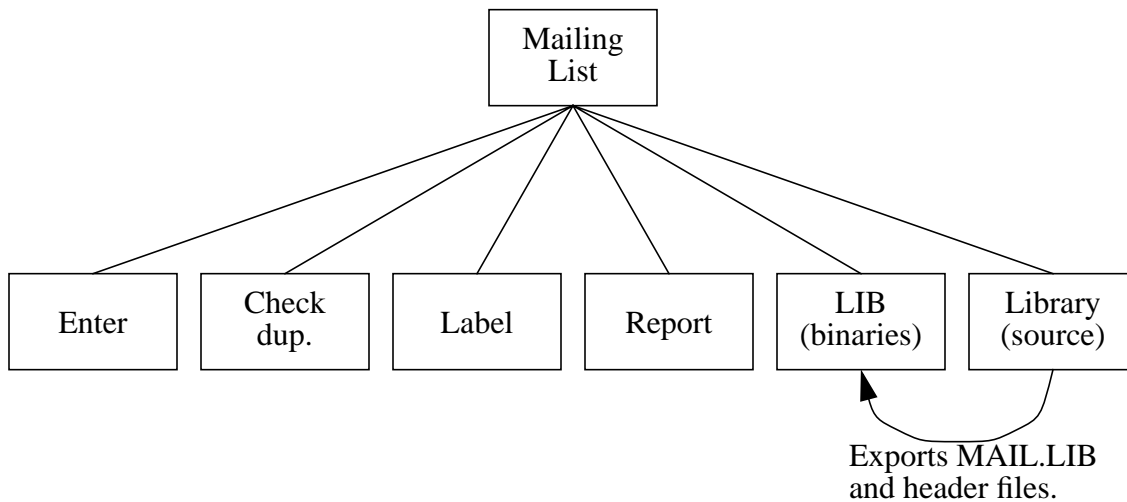 Mailing
List
Enter
Check
dup.
Label
Report
LIB
(binaries)
Library
(source)
Exports MAIL.LIB
and header files.